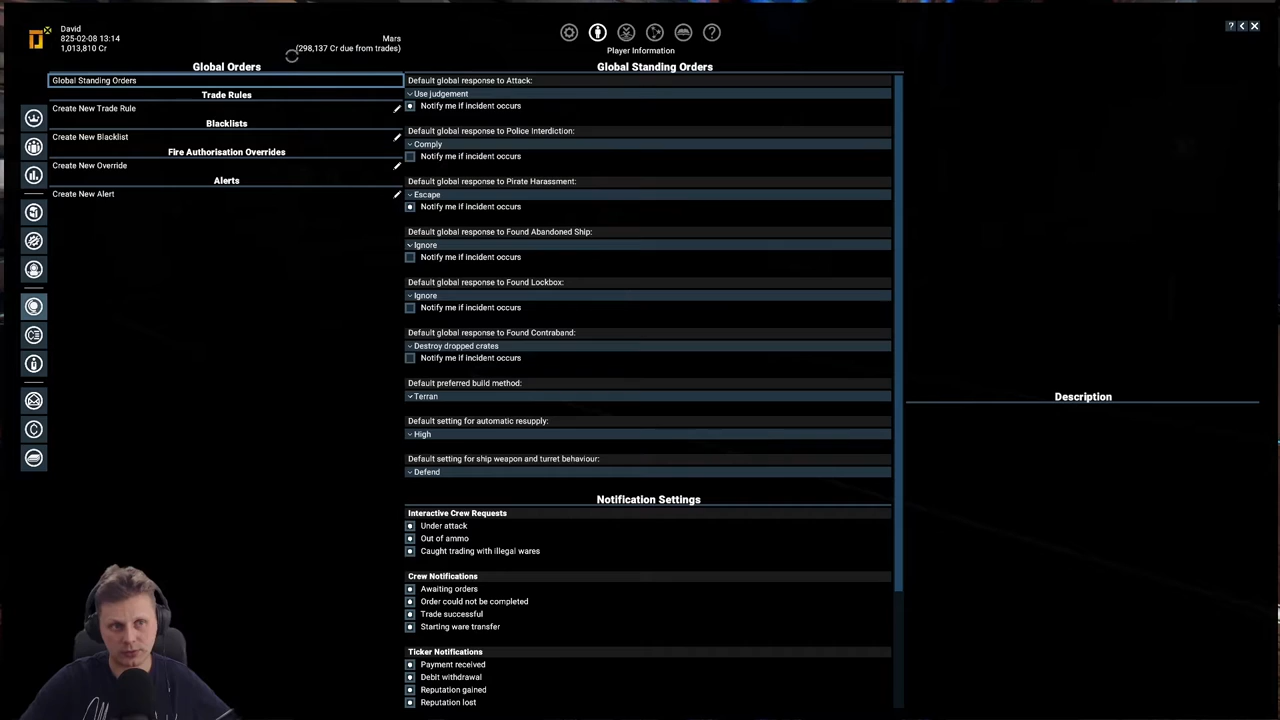 David
825-02-08 13:14
1,013,810 Cr
Mars
(298,137 Cr due from trades)
Player Information
?
Global Orders
Global Standing Orders
Trade Rules
Create New Trade Rule
Blacklists
Create New Blacklist
Fire Authorisation Overrides
Create New Override
Alerts
Create New Alert
Global Standing Orders
Default global response to Attack:
Use judgement
Notify me if incident occurs
Default global response to Police Interdiction:
Comply
Notify me if incident occurs
Default global response to Pirate Harassment:
Escape
Notify me if incident occurs
Default global response to Found Abandoned Ship:
Ignore
Notify me if incident occurs
Default global response to Found Lockbox:
Ignore
Notify me if incident occurs
Default global response to Found Contraband:
Destroy dropped crates
Notify me if incident occurs
Default preferred build method:
Terran
Default setting for automatic resupply:
High
Default setting for ship weapon and turret behaviour:
Defend
Notification Settings
Interactive Crew Requests
Under attack
Out of ammo
Caught trading with illegal wares
Crew Notifications
Awaiting orders
Order could not be completed
Trade successful
Starting ware transfer
Ticker Notifications
Payment received
Debit withdrawal
Reputation gained
Reputation lost
Description